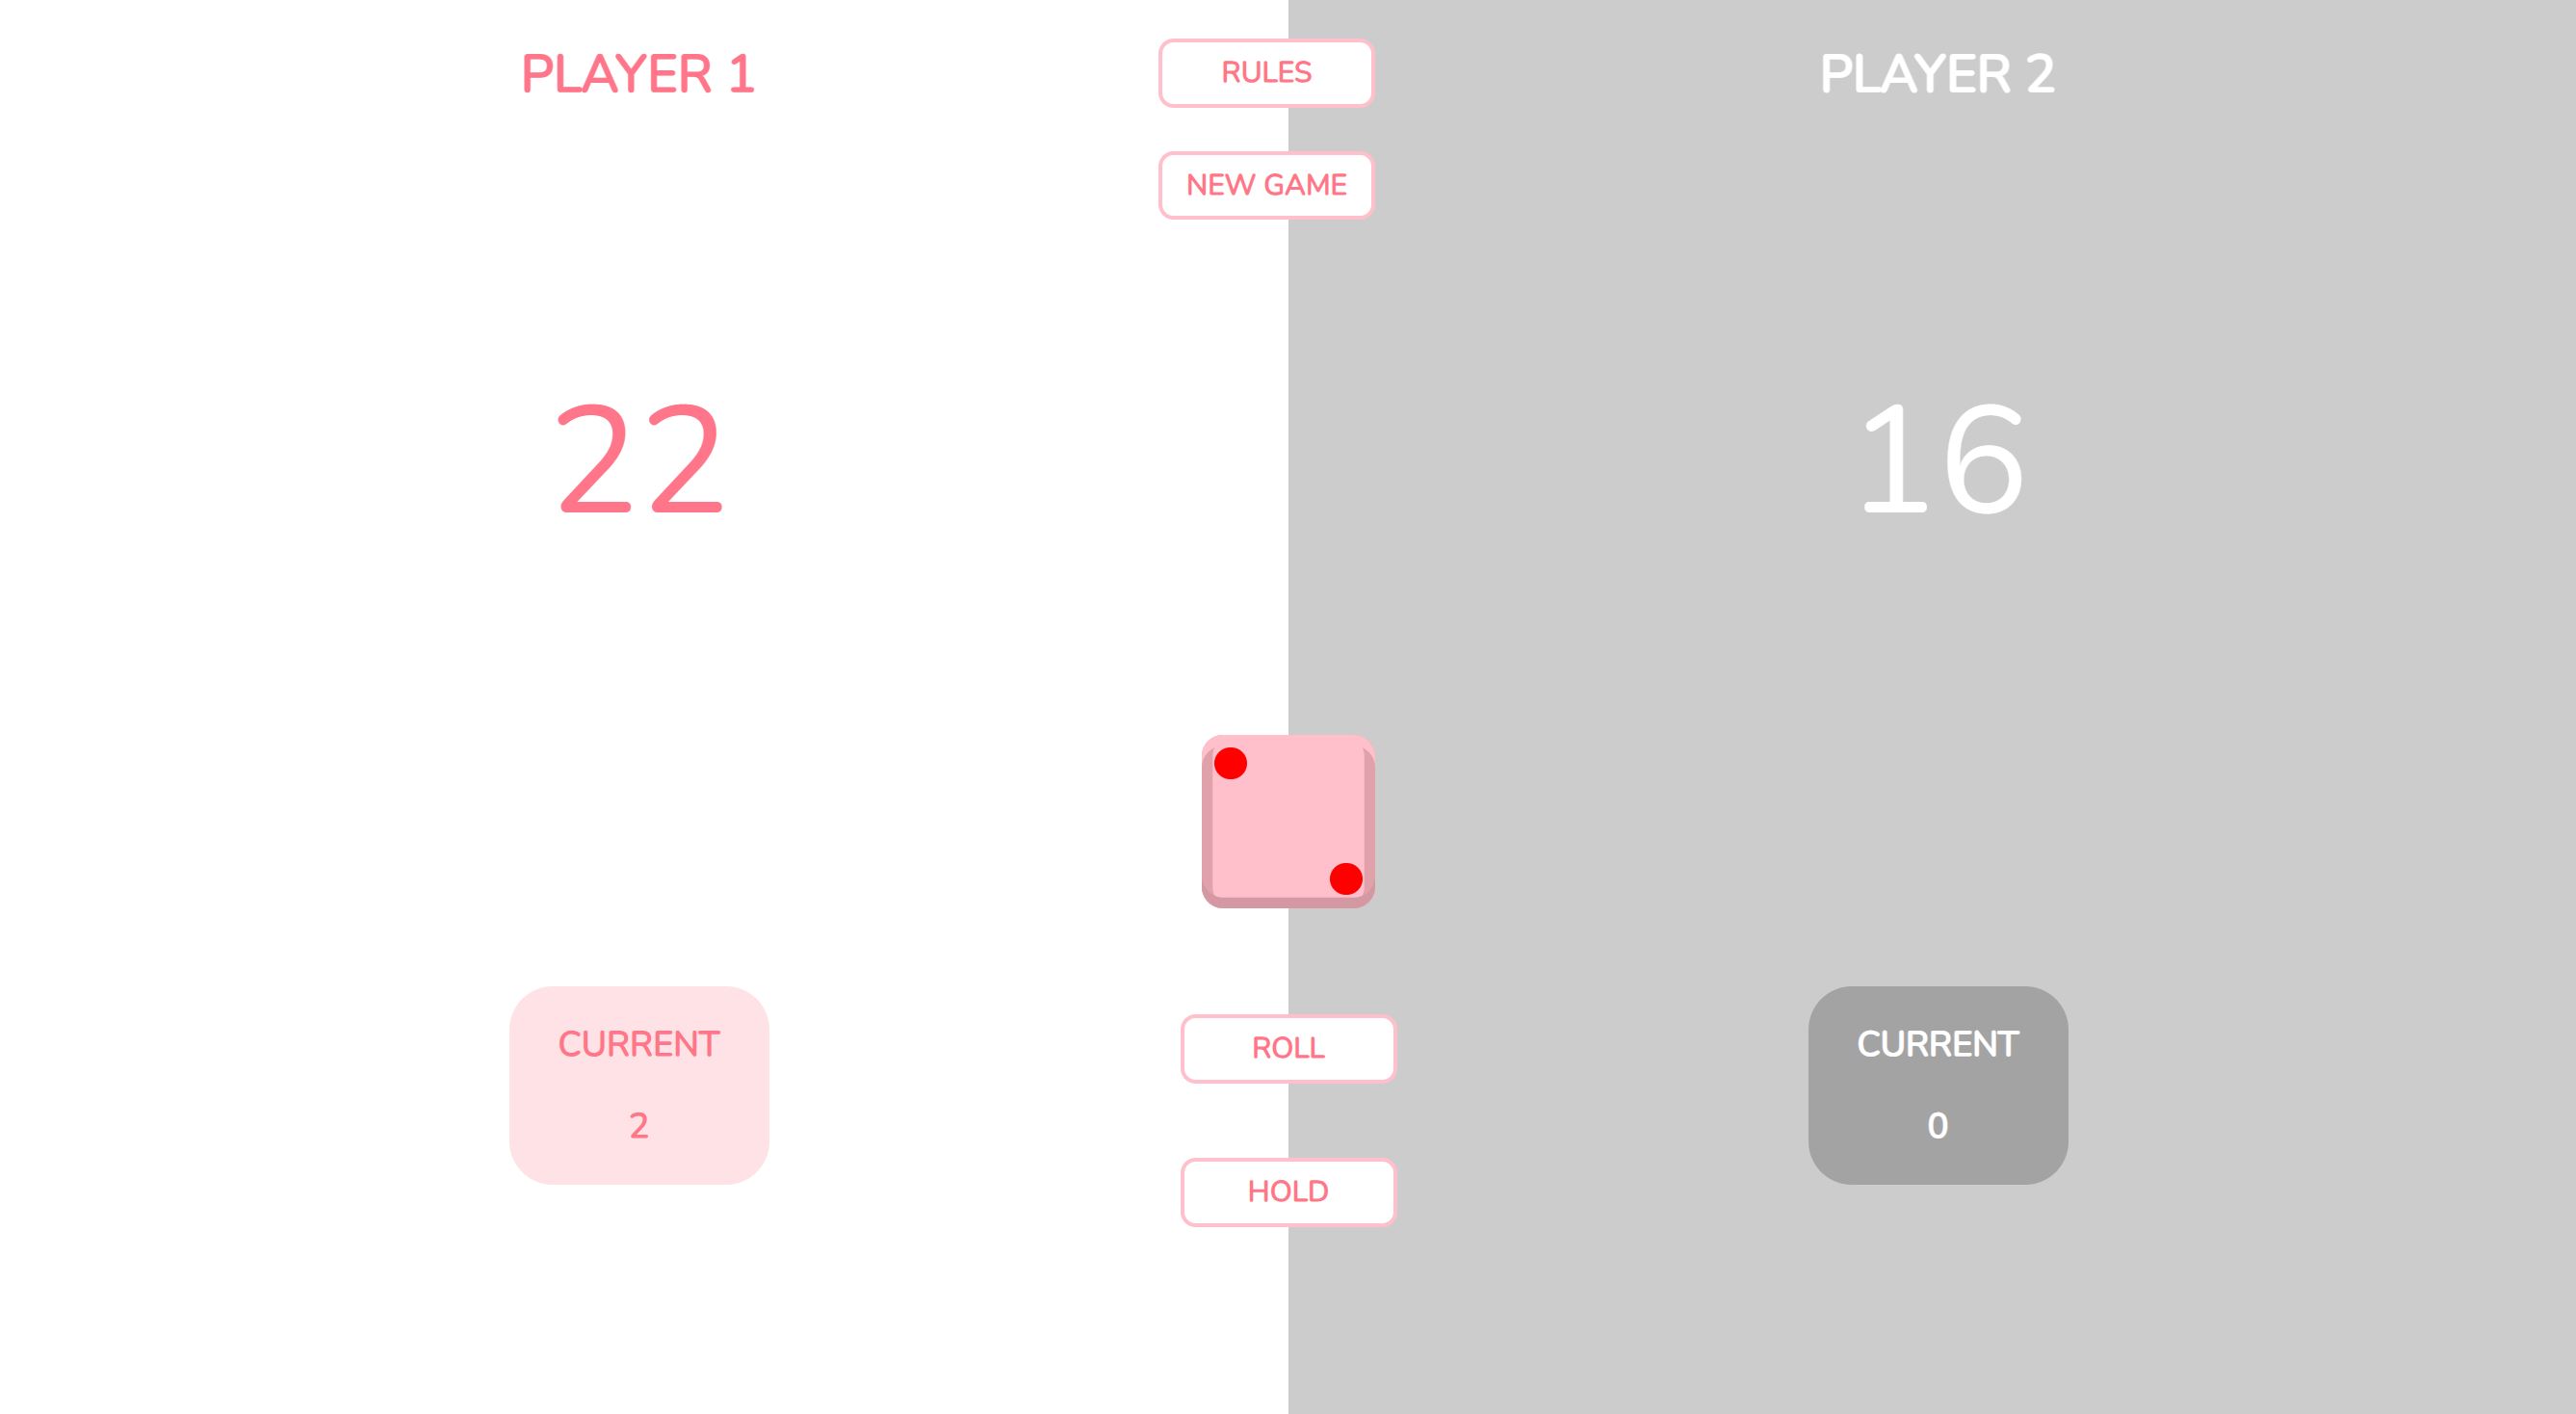 PLAYER 1
22
CURRENT
2
RULES
NEW GAME
ROLL
HOLD
PLAYER 2
16
CURRENT
0